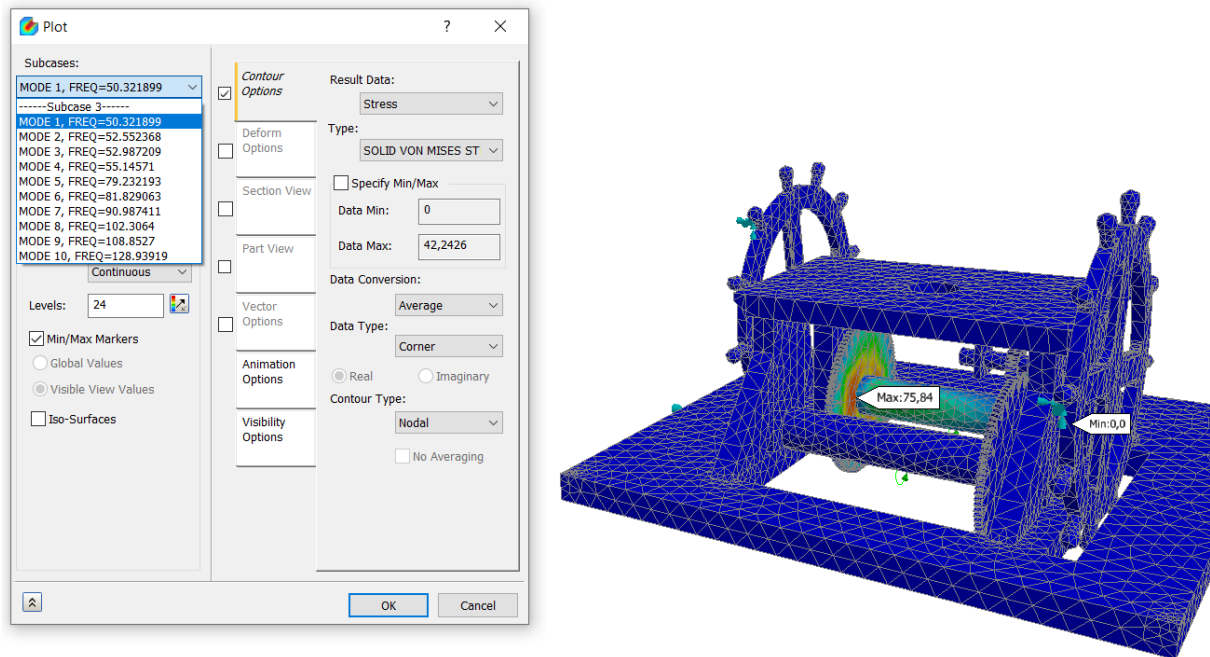 Plot
?
Subcases:
MODE 1, FREQ=50.321899
------Subcase 3------
MODE 1, FREQ=50.321899
MODE 2, FREQ=52.552368
MODE 3, FREQ=52.987209
MODE 4, FREQ=55.14571
MODE 5, FREQ=79.232193
MODE 6, FREQ=81.829063
MODE 7, FREQ=90.987411
MODE 8, FREQ=102.3064
MODE 9, FREQ=108.8527
MODE 10, FREQ=128.93919
Continuous
Levels:
24
Min/Max Markers
Global Values
Visible View Values
Iso-Surfaces
Contour
Options
Deform
Options
Section View
Part View
Vector
Options
Animation
Options
Visibility
Options
Result Data:
Stress
Type:
SOLID VON MISES ST
Specify Min/Max
Data Min:
0
Data Max:
42,2426
Data Conversion:
Average
Data Type:
Corner
Real
Imaginary
Contour Type:
Nodal
No Averaging
OK
Cancel
Max:75,84
Min:0,0